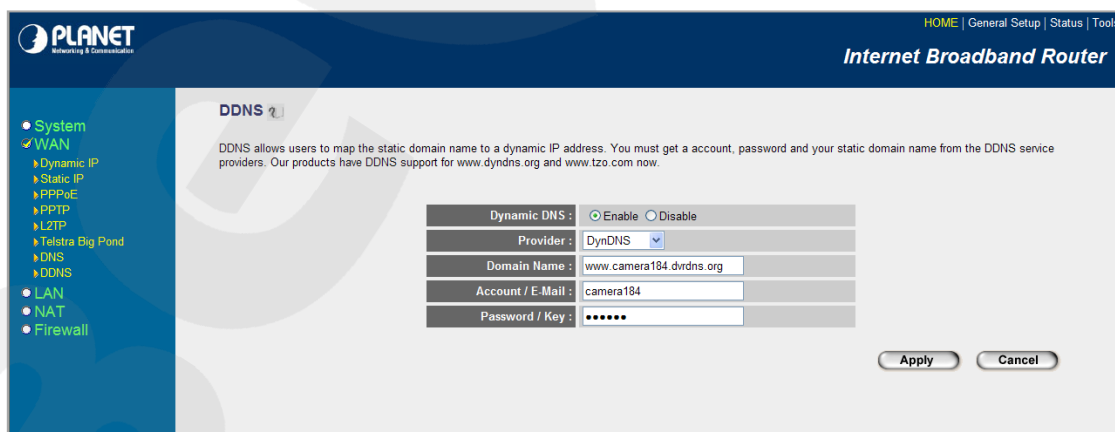 PLANET
Networking & Communication
HOME | General Setup | Status | Tools
Internet Broadband Router
System
WAN
Dynamic IP
Static IP
PPPoE
PPTP
L2TP
Telstra Big Pond
DNS
DDNS
LAN
NAT
Firewall
DDNS
DDNS allows users to map the static domain name to a dynamic IP address. You must get a account, password and your static domain name from the DDNS service
providers. Our products have DDNS support for www.dyndns.org and www.tzo.com now.
Dynamic DNS : Enable Disable
Provider : DynDNS
Domain Name : www.camera184.dvrdns.org
Account / E-Mail : camera184
Password / Key : ••••••
Apply Cancel